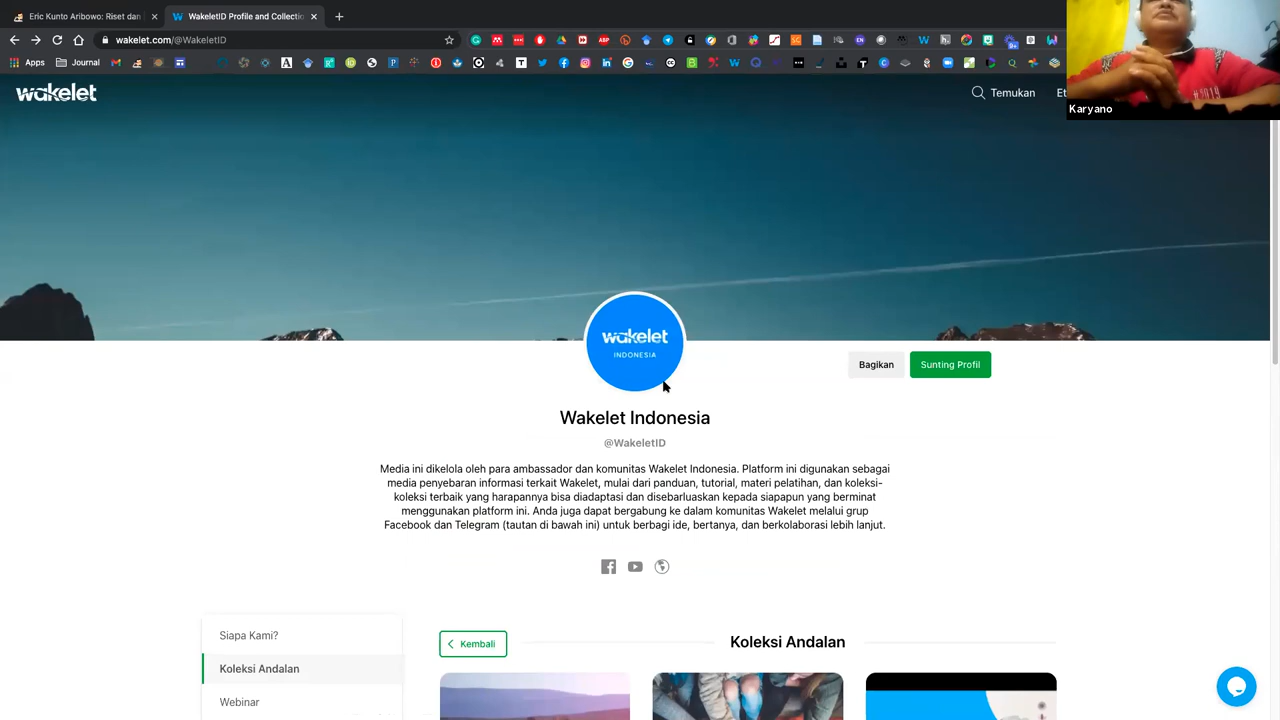 Eric Kunto Aribowo: Riset dan
WakeletID Profile and Collectio
wakelet.com/@WakeletID
Apps
Journal
wakelet
Temukan
Et
Karyano
wakelet
INDONESIA
Bagikan
Sunting Profil
Wakelet Indonesia
@WakeletID
Media ini dikelola oleh para ambassador dan komunitas Wakelet Indonesia. Platform ini digunakan sebagai
media penyebaran informasi terkait Wakelet, mulai dari panduan, tutorial, materi pelatihan, dan koleksi-
koleksi terbaik yang harapannya bisa diadaptasi dan disebarluaskan kepada siapapun yang berminat
menggunakan platform ini. Anda juga dapat bergabung ke dalam komunitas Wakelet melalui grup
Facebook dan Telegram (tautan di bawah ini) untuk berbagi ide, bertanya, dan berkolaborasi lebih lanjut.
Siapa Kami?
Koleksi Andalan
Webinar
Kembali
Koleksi Andalan